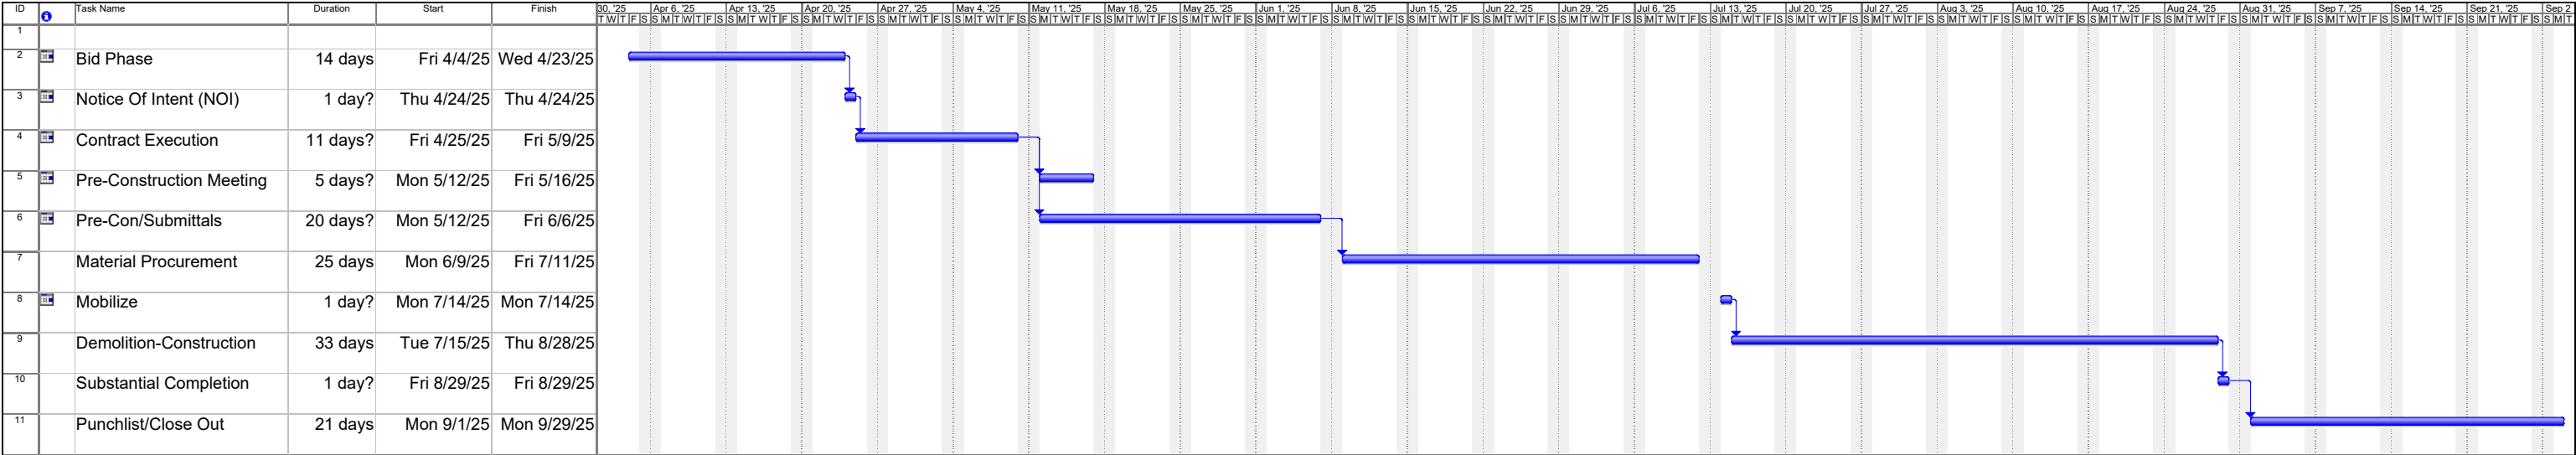 ID Task Name Duration Start Finish 30, '25 Apr 6, '25 Apr 13, '25 Apr 20, '25 Apr 27, '25 May 4, '25 May 11, '25 May 18, '25 May 25, '25 Jun 1, '25 Jun 8, '25 Jun 15, '25 Jun 22, '25 Jun 29, '25 Jul 6, '25 Jul 13, '25 Jul 20, '25 Jul 27, '25 Aug 3, '25 Aug 10, '25 Aug 17, '25 Aug 24, '25 Aug 31, '25 Sep 7, '25 Sep 14, '25 Sep 21, '25 Sep 2
T W T F S S M T W T F S S M T W T F S S M T W T F S S M T W T F S S M T W T F S S M T W T F S S M T W T F S S M T W T F S S M T W T F S S M T W T F S S M T W T F S S M T W T F S S M T W T F S S M T W T F S S M T W T F S S M T W T F S S M T W T F S S M T W T F S S M T W T F S S M T W T F S S M T W T F S S M T W T F S S M T W T F S S M T W T F S S M T W T F S S M T
1
2 Bid Phase 14 days Fri 4/4/25 Wed 4/23/25
3 Notice Of Intent (NOI) 1 day? Thu 4/24/25 Thu 4/24/25
4 Contract Execution 11 days? Fri 4/25/25 Fri 5/9/25
5 Pre-Construction Meeting 5 days? Mon 5/12/25 Fri 5/16/25
6 Pre-Con/Submittals 20 days? Mon 5/12/25 Fri 6/6/25
7 Material Procurement 25 days Mon 6/9/25 Fri 7/11/25
8 Mobilize 1 day? Mon 7/14/25 Mon 7/14/25
9 Demolition-Construction 33 days Tue 7/15/25 Thu 8/28/25
10 Substantial Completion 1 day? Fri 8/29/25 Fri 8/29/25
11 Punchlist/Close Out 21 days Mon 9/1/25 Mon 9/29/25